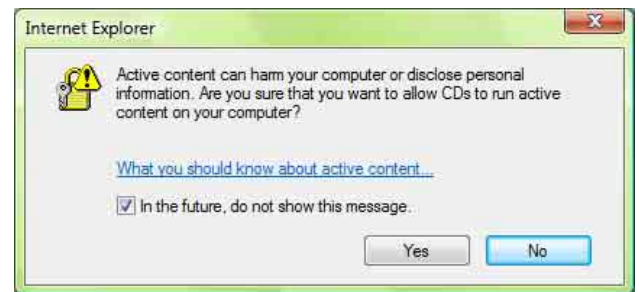 Internet Explorer
Active content can harm your computer or disclose personal
information. Are you sure that you want to allow CDs to run active
content on your computer?
What you should know about active content...
In the future, do not show this message.
Yes
No